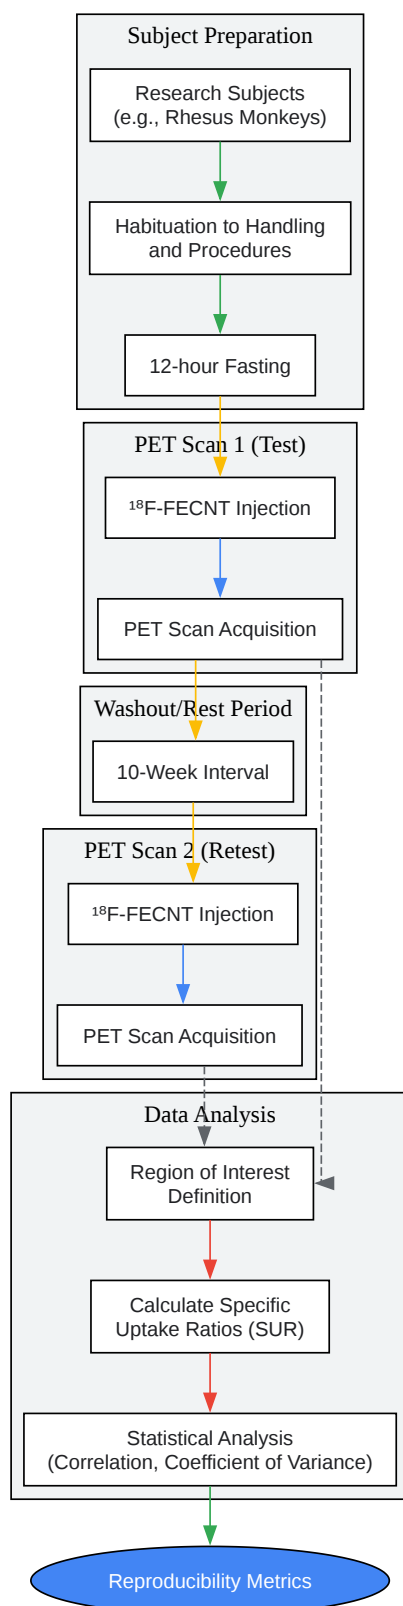 Subject Preparation
Research Subjects
(e.g., Rhesus Monkeys)
Habituation to Handling
and Procedures
12-hour Fasting
PET Scan 1 (Test)
¹⁸F-FECNT Injection
PET Scan Acquisition
Washout/Rest Period
10-Week Interval
PET Scan 2 (Retest)
¹⁸F-FECNT Injection
PET Scan Acquisition
Data Analysis
Region of Interest
Definition
Calculate Specific
Uptake Ratios (SUR)
Statistical Analysis
(Correlation, Coefficient of Variance)
Reproducibility Metrics